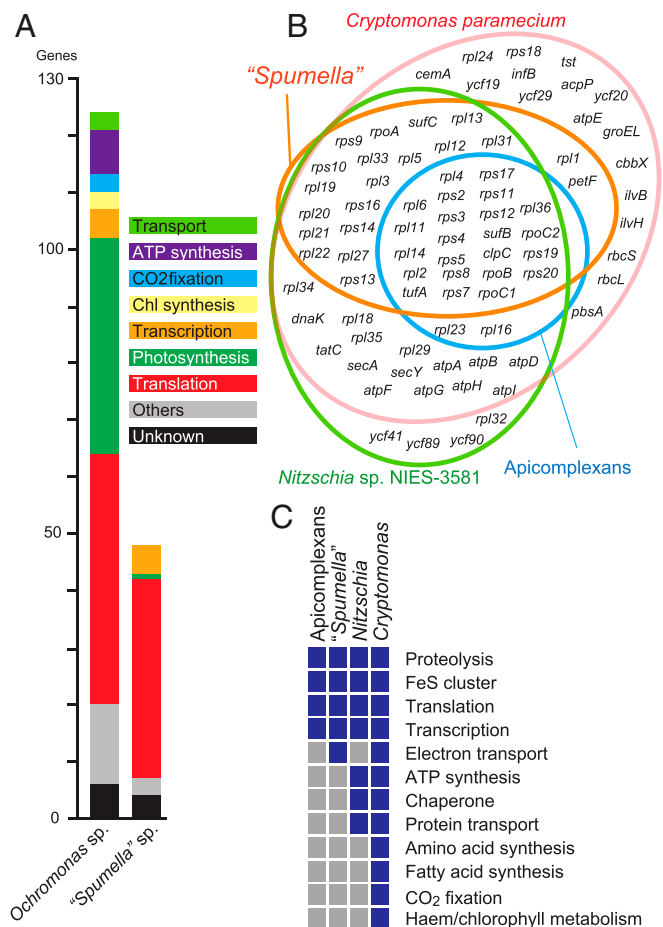 A
Genes
130
100
50
0
Transport
ATP synthesis
CO2fixation
Chl synthesis
Transcription
Photosynthesis
Translation
Others
Unknown
Ochromonas sp.
"Spumella" sp.
B
Cryptomonas paramecium
"Spumella"
rpl24 rps18
cemA infB tst
ycf19 ycf29 acpP ycf20
sufC rpl13 atpE
rps9 rpoA groEL
rpl12 rpl31
rps10 rpl33 rpl5 rpl1 cbbX
rpl19 rpl3 rpl4 rps17 petF
rps2 rps11 ilvB
rpl20 rps16 rpl6 rps3 rps12 rpl36 ilvH
rpl21 rps14 rpl11 rps4 sufB rpoC2
rpl22 rpl27 rpl14 rps5 clpC rps19 rbcS
rpl34 rps13 rpl2 rps8 rpoB rps20 rbcL
tufA rps7 rpoC1
dnaK rpl18 rpl23 rpl16 pbsA
rpl35
tatC rpl29
secA secY atpA atpB atpD
atpF atpG atpH atpI
rpl32
ycf41 ycf89 ycf90
Nitzschia sp. NIES-3581
Apicomplexans
C
Apicomplexans
"Spumella"
Nitzschia
Cryptomonas
Proteolysis
FeS cluster
Translation
Transcription
Electron transport
ATP synthesis
Chaperone
Protein transport
Amino acid synthesis
Fatty acid synthesis
CO2 fixation
Haem/chlorophyll metabolism